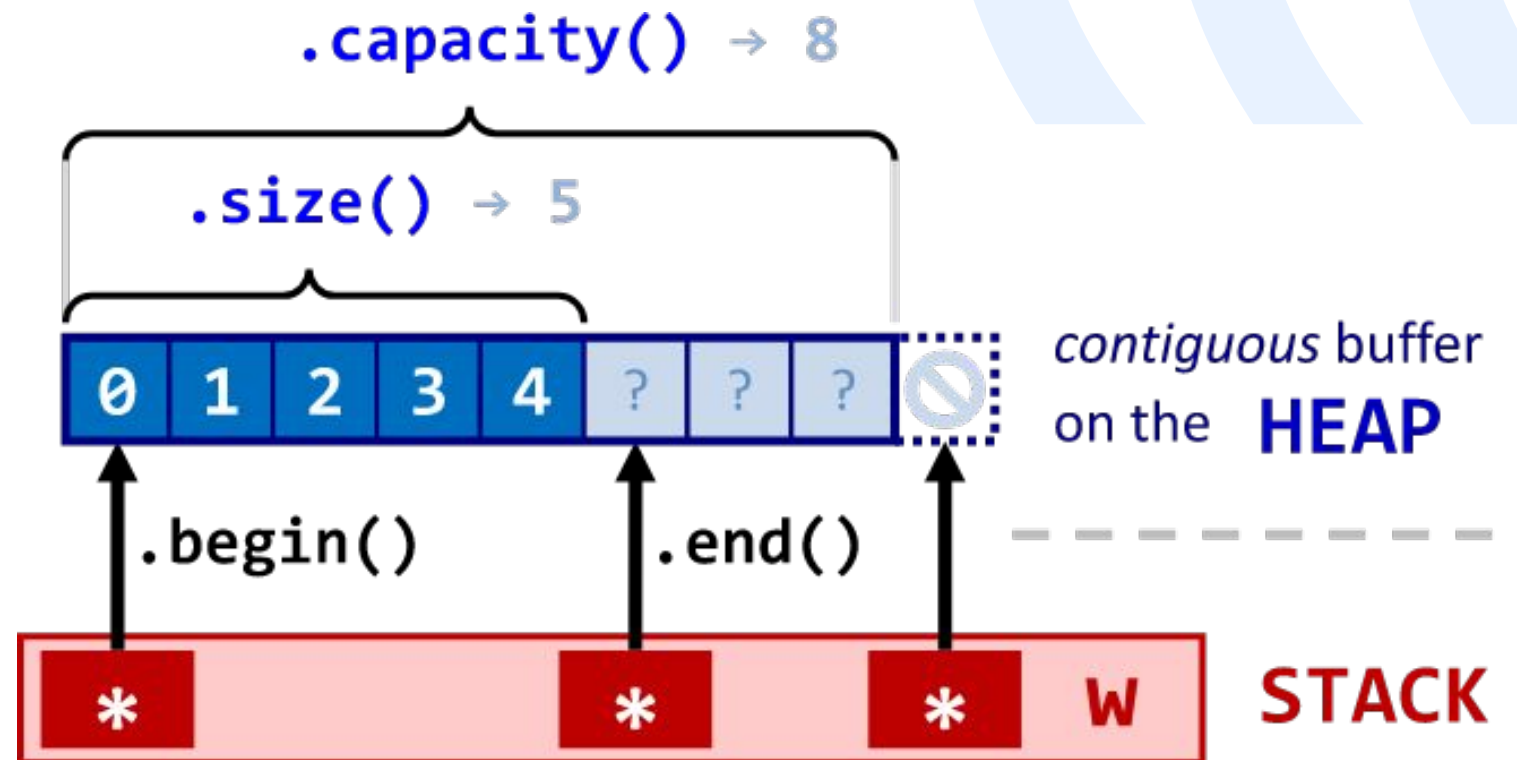 .capacity() → 8
.size() → 5
0 1 2 3 4 ? ? ?
contiguous buffer
on the HEAP
.begin() .end()
* * * W STACK